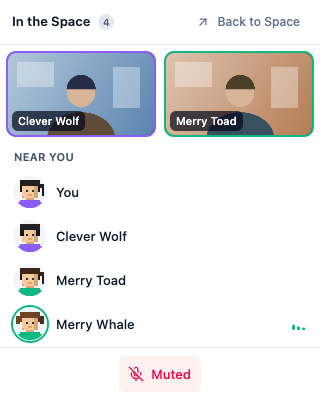 In the Space 4
Back to Space
Clever Wolf
Merry Toad
NEAR YOU
You
Clever Wolf
Merry Toad
Merry Whale
Muted